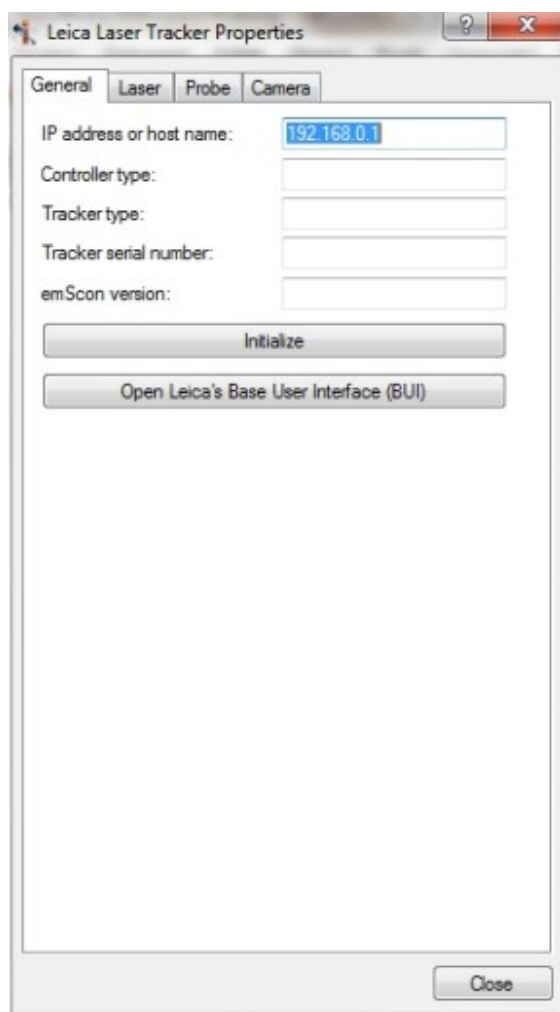 Leica Laser Tracker Properties
General Laser Probe Camera
IP address or host name: 192.168.0.1
Controller type:
Tracker type:
Tracker serial number:
emScon version:
Initialize
Open Leica's Base User Interface (BUI)
Close